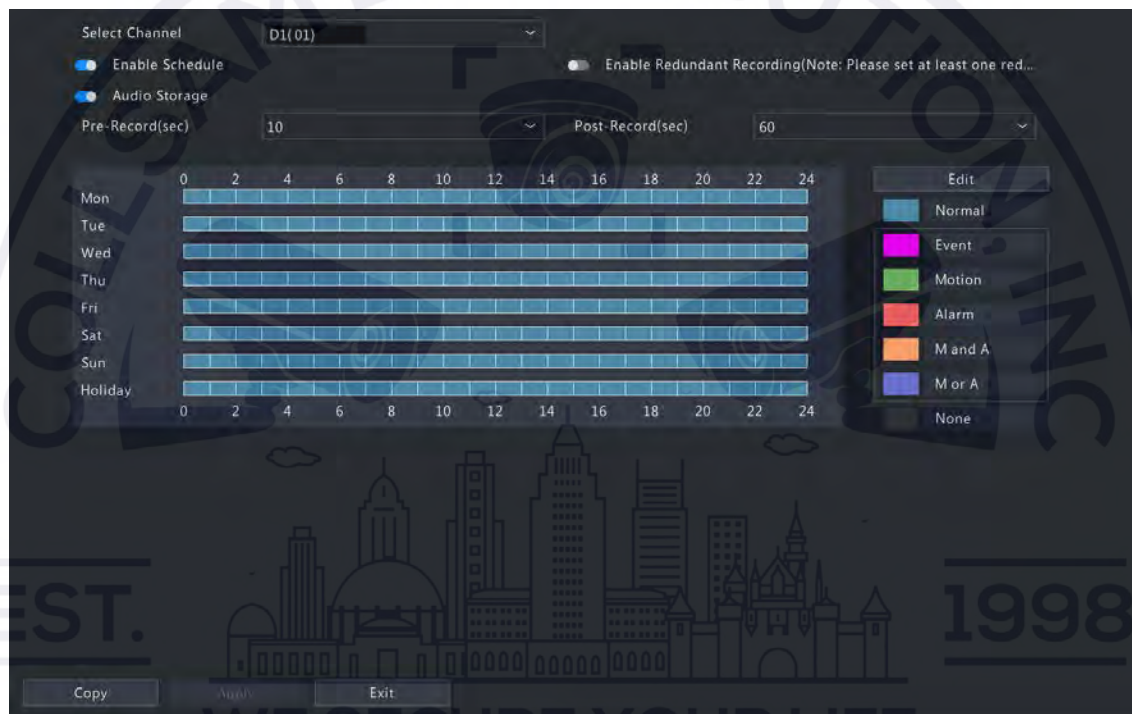 Select Channel D1(01)
Enable Schedule Enable Redundant Recording(Note: Please set at least one red...
Audio Storage
Pre-Record(sec) 10 Post-Record(sec) 60
0 2 4 6 8 10 12 14 16 18 20 22 24 Edit
Mon
Normal
Tue
Event
Wed
Thu Motion
Fri
Alarm
Sat
M and A
Sun
Holiday M or A
0 2 4 6 8 10 12 14 16 18 20 22 24
None
EST. 1998
Copy Apply Exit
YOUR